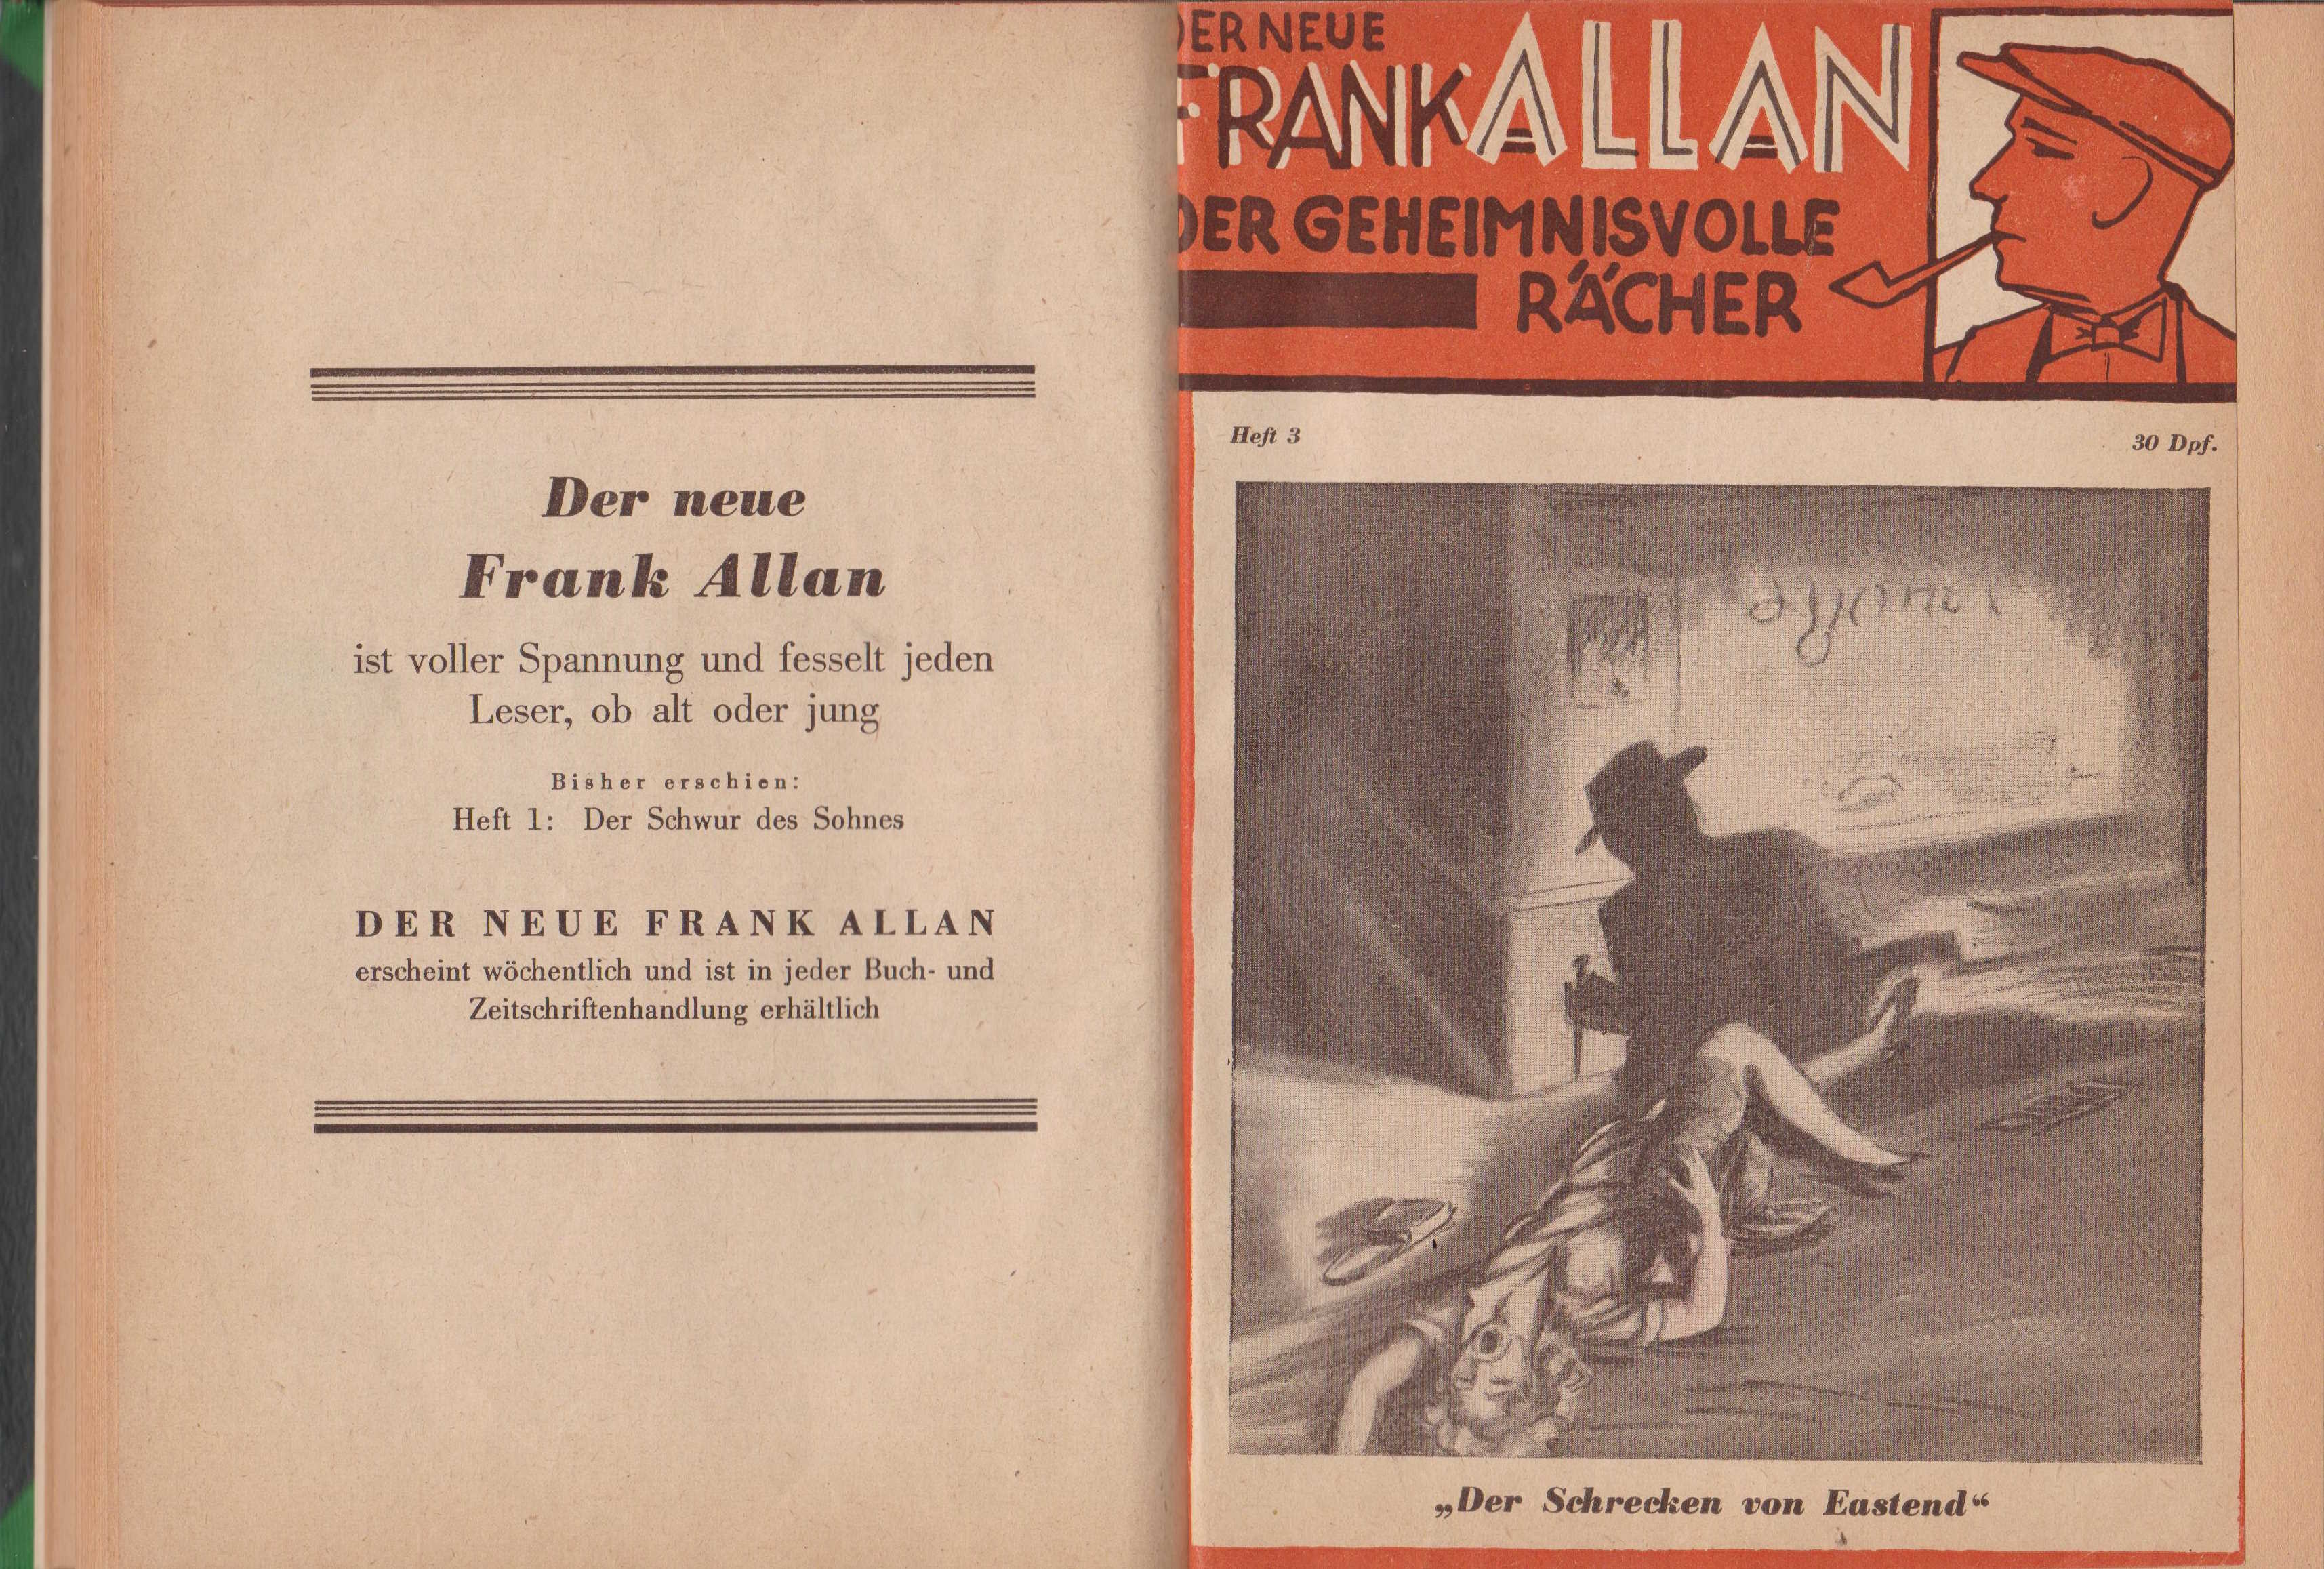 Der neue
Frank Allan
ist voller Spannung und fesselt jeden
Leser, ob alt oder jung
Bisher erschien:
Heft 1: Der Schwur des Sohnes
DER NEUE FRANK ALLAN
erscheint wöchentlich und ist in jeder Buch- und
Zeitschriftenhandlung erhältlich
DER NEUE
FRANK ALLAN
DER GEHEIMNISVOLLE
RÄCHER
Heft 3
30 Dpf.
„Der Schrecken von Eastend“